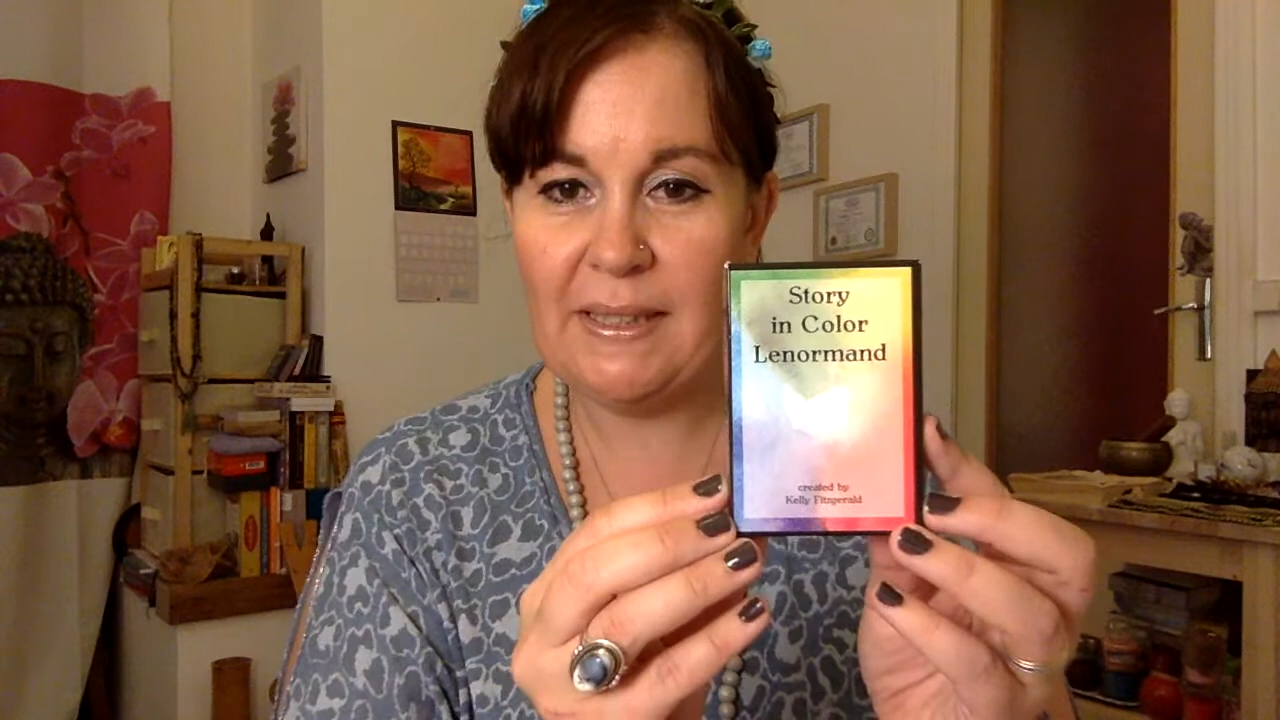 Story
in Color
Lenormand
created by
Kelly Fitzgerald